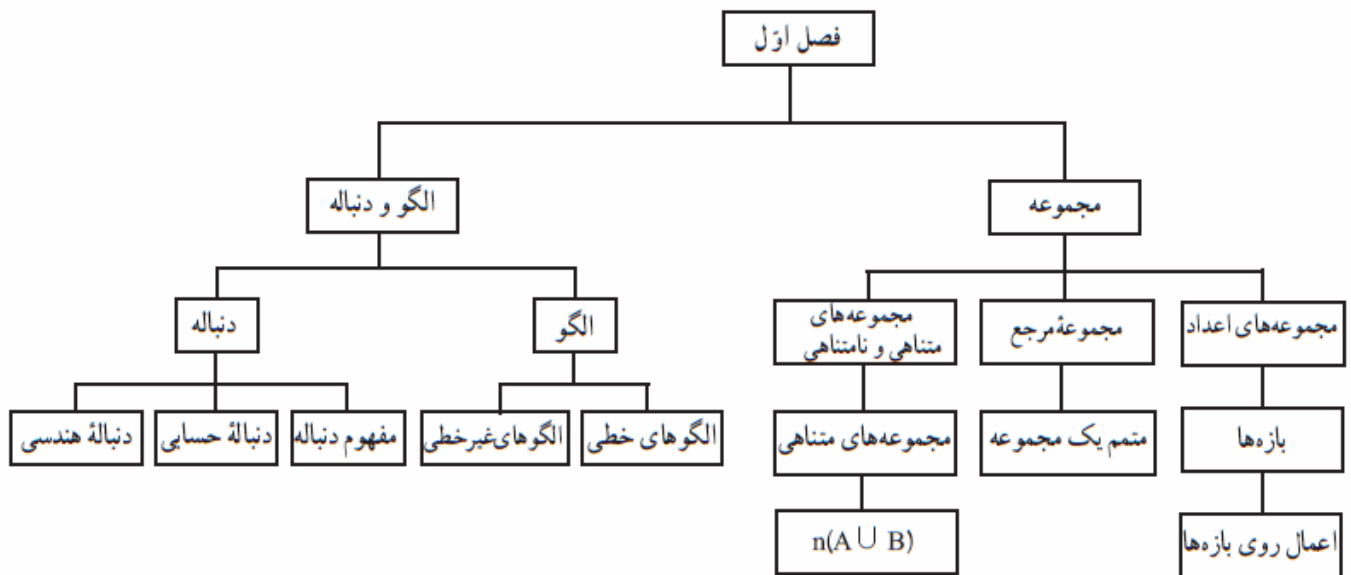 فصل اوّل
مجموعه
الگو و دنباله
مجموعه‌های اعداد
مجموعهٔ مرجع
مجموعه‌های
متناهی و نامتناهی
الگو
دنباله
بازه‌ها
متمم یک مجموعه
مجموعه‌های متناهی
الگوهای خطی
الگوهای غیرخطی
مفهوم دنباله
دنبالهٔ حسابی
دنبالهٔ هندسی
اعمال روی بازه‌ها
n(A ∪ B)